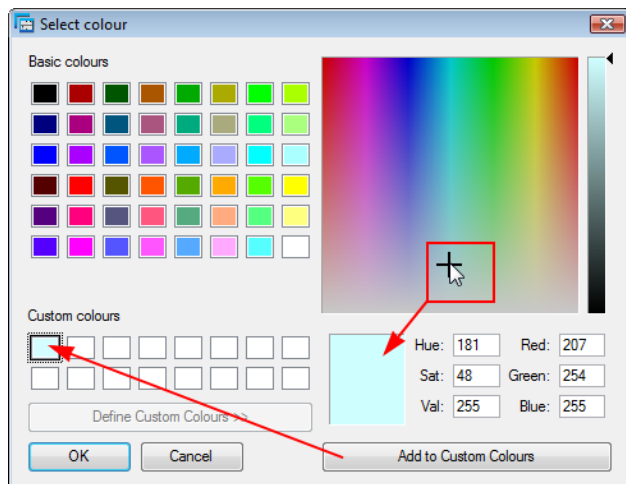 Select colour
Basic colours
Custom colours
Hue: 181 Red: 207
Sat: 48 Green: 254
Val: 255 Blue: 255
Define Custom Colours >>
OK Cancel Add to Custom Colours